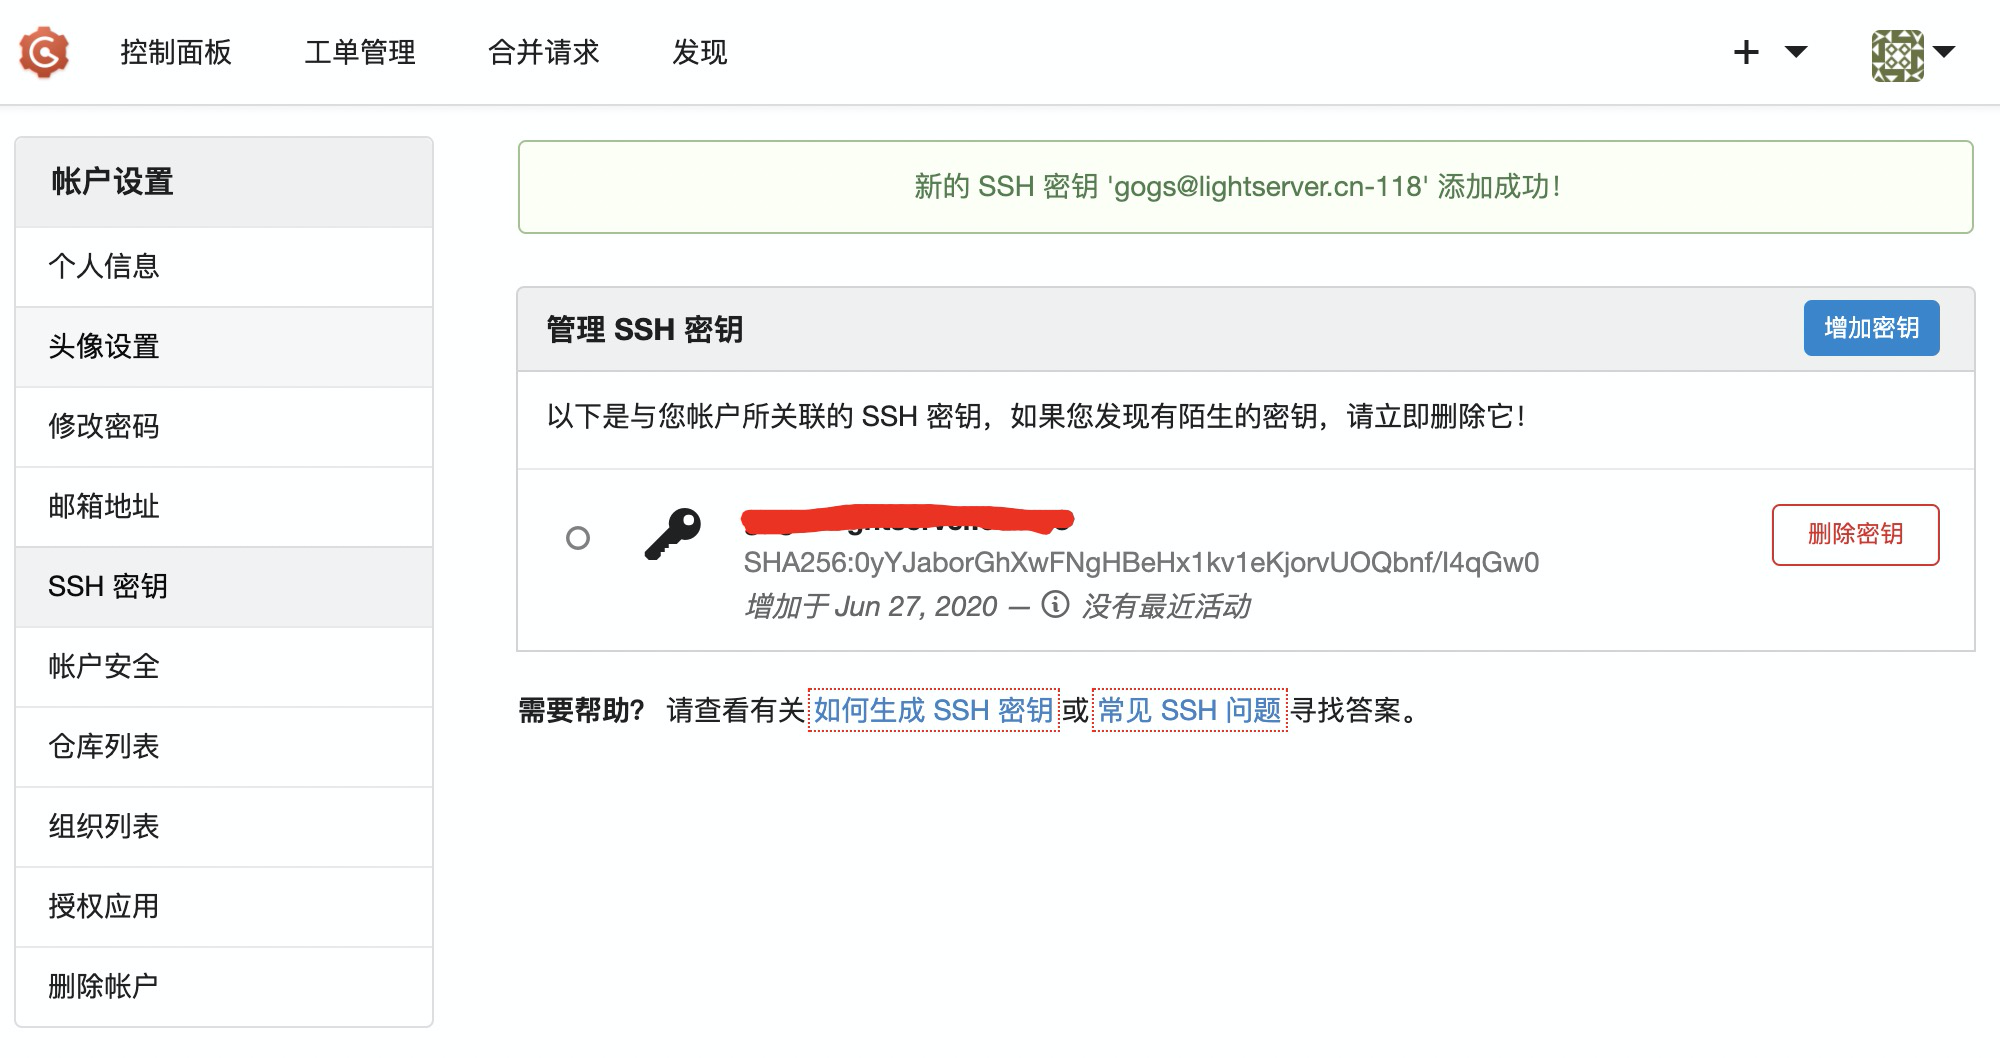 控制面板 工单管理 合并请求 发现
帐户设置
个人信息
头像设置
修改密码
邮箱地址
SSH 密钥
帐户安全
仓库列表
组织列表
授权应用
删除帐户
新的 SSH 密钥 'gogs@lightserver.cn-118' 添加成功！
管理 SSH 密钥
增加密钥
以下是与您帐户所关联的 SSH 密钥，如果您发现有陌生的密钥，请立即删除它！
SHA256:0yYJaborGhXwFNgHBeHx1kv1eKjorvUOQbnf/I4qGw0
增加于 Jun 27, 2020 — 没有最近活动
删除密钥
需要帮助？ 请查看有关 如何生成 SSH 密钥 或 常见 SSH 问题 寻找答案。